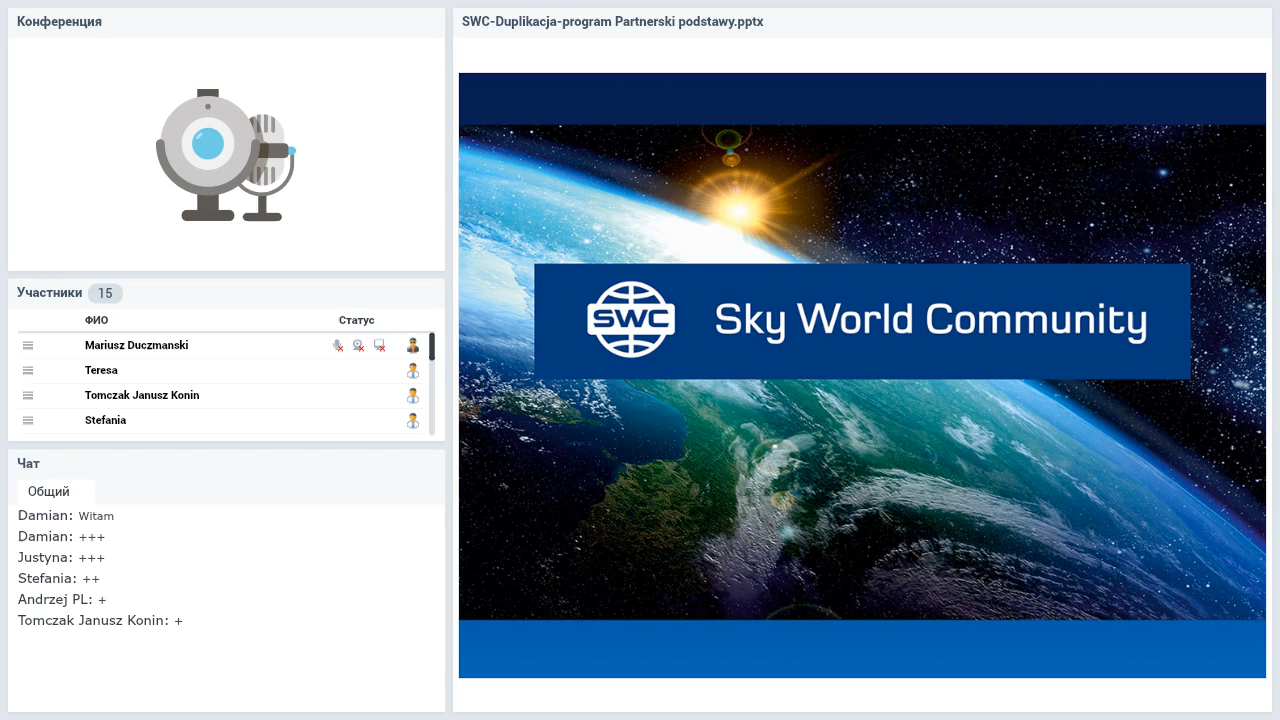 Конференция
Участники 15
ФИО Статус
Mariusz Duczmanski
Teresa
Tomczak Janusz Konin
Stefania
Чат
Общий
Damian: Witam
Damian: +++
Justyna: +++
Stefania: ++
Andrzej PL: +
Tomczak Janusz Konin: +
SWC-Duplikacja-program Partnerski podstawy.pptx
SWC Sky World Community